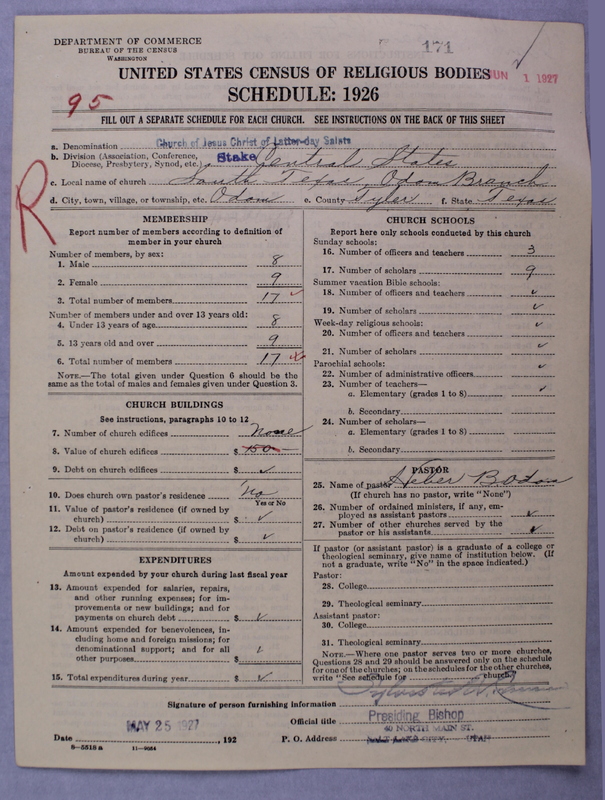 DEPARTMENT OF COMMERCE
BUREAU OF THE CENSUS
WASHINGTON
171
JUN 1 1927
UNITED STATES CENSUS OF RELIGIOUS BODIES
SCHEDULE: 1926
95
FILL OUT A SEPARATE SCHEDULE FOR EACH CHURCH. SEE INSTRUCTIONS ON THE BACK OF THIS SHEET
a. Denomination Church of Jesus Christ of Latter-day Saints
b. Division (Association, Conference, Diocese, Presbytery, Synod, etc.) Stake Central States
c. Local name of church South Texas, Odom Branch
d. City, town, village, or township, etc. Odom e. County Tyler f. State Texas
R
MEMBERSHIP
Report number of members according to definition of
member in your church
Number of members, by sex:
1. Male 8
2. Female 9
3. Total number of members 17
Number of members under and over 13 years old:
4. Under 13 years of age 8
5. 13 years old and over 9
6. Total number of members 17
NOTE.—The total given under Question 6 should be the
same as the total of males and females given under Question 3.
CHURCH BUILDINGS
See instructions, paragraphs 10 to 12
7. Number of church edifices none
8. Value of church edifices $ 150
9. Debt on church edifices $ ✓
10. Does church own pastor's residence No
Yes or No
11. Value of pastor's residence (if owned by
church) $ ✓
12. Debt on pastor's residence (if owned by
church) $ ✓
EXPENDITURES
Amount expended by your church during last fiscal year
13. Amount expended for salaries, repairs,
and other running expenses; for im-
provements or new buildings; and for
payments on church debt $ ✓
14. Amount expended for benevolences, in-
cluding home and foreign missions; for
denominational support; and for all
other purposes $ ✓
15. Total expenditures during year $ ✓
CHURCH SCHOOLS
Report here only schools conducted by this church
Sunday schools:
16. Number of officers and teachers 3
17. Number of scholars 9
Summer vacation Bible schools:
18. Number of officers and teachers ✓
19. Number of scholars ✓
Week-day religious schools:
20. Number of officers and teachers ✓
21. Number of scholars ✓
Parochial schools:
22. Number of administrative officers ✓
23. Number of teachers—
a. Elementary (grades 1 to 8) ✓
b. Secondary
24. Number of scholars—
a. Elementary (grades 1 to 8)
b. Secondary
PASTOR
25. Name of pastor Heber
(If church has no pastor, write "None")
26. Number of ordained ministers, if any, em-
ployed as assistant pastors ✓
27. Number of other churches served by the
pastor or his assistants ✓
If pastor (or assistant pastor) is a graduate of a college or
theological seminary, give name of institution below. (If
not a graduate, write "No" in the space indicated.)
Pastor:
28. College
29. Theological seminary
Assistant pastor:
30. College
31. Theological seminary
NOTE.—Where one pastor serves two or more churches,
Questions 28 and 29 should be answered only on the schedule
for one of the churches; on the schedules for the other churches,
write "See schedule for church."
Signature of person furnishing information
Official title Presiding Bishop
Date MAY 25 1927, 192 P. O. Address 40 NORTH MAIN ST.
SALT LAKE CITY, UTAH
8—5518 a 11—9064